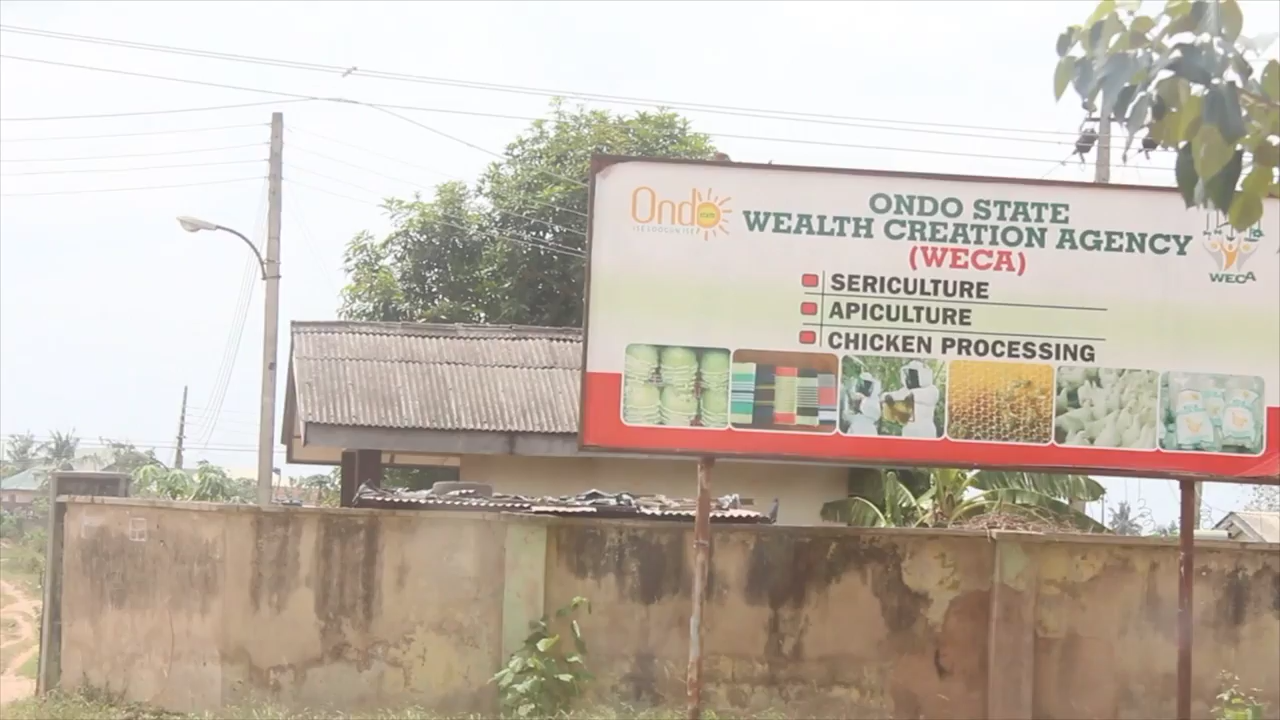 Ondo
ONDO STATE
WEALTH CREATION AGENCY
(WECA)
WECA
SERICULTURE
APICULTURE
CHICKEN PROCESSING